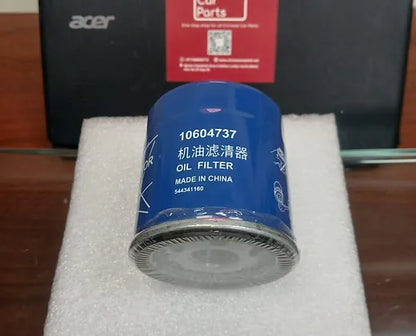 Car
Parts
acer
10604737
机油滤清器
OIL FILTER
MADE IN CHINA
544341160